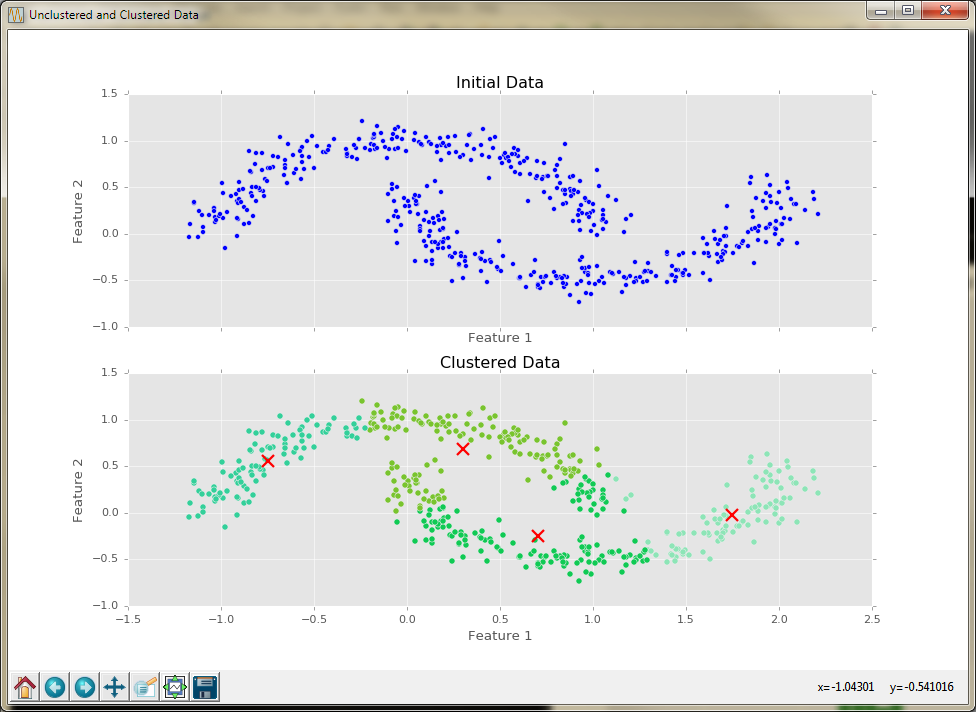 Unclustered and Clustered Data
Initial Data
1.5
1.0
0.5
0.0
−0.5
−1.0
Feature 2
Feature 1
Clustered Data
1.5
1.0
0.5
0.0
−0.5
−1.0
Feature 2
−1.5 −1.0 −0.5 0.0 0.5 1.0 1.5 2.0 2.5
Feature 1
x=-1.04301 y=-0.541016